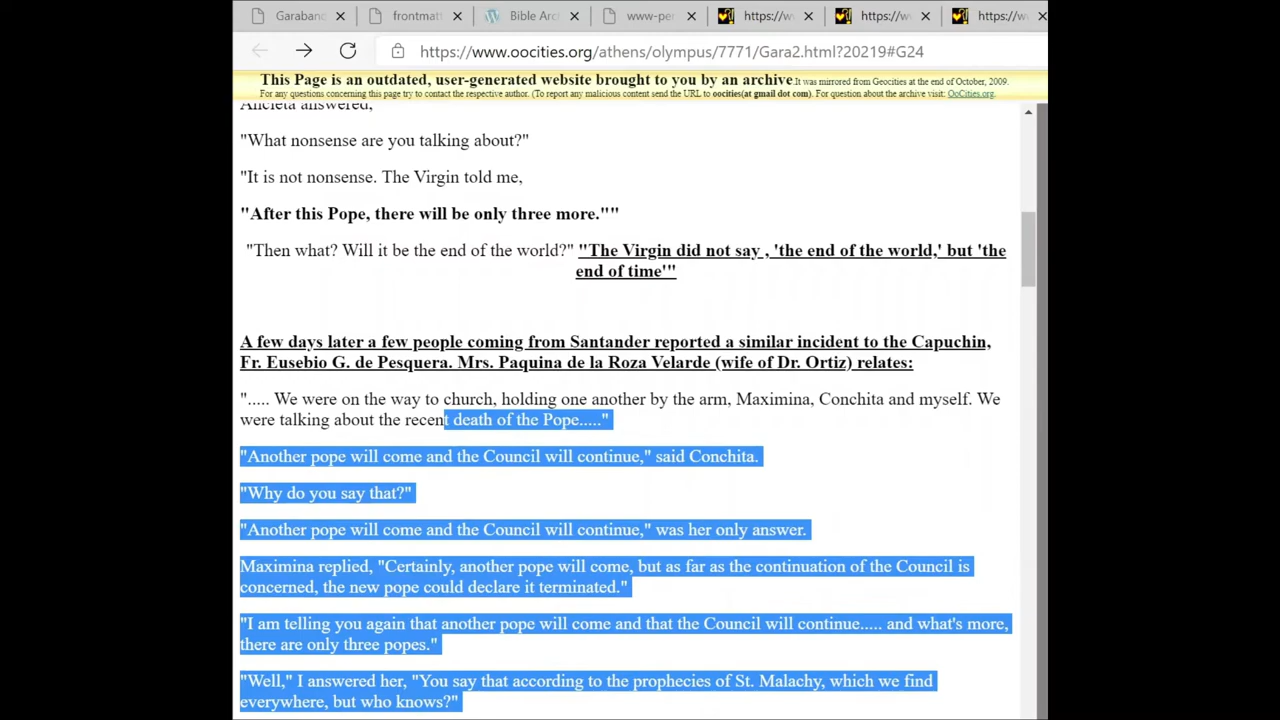 Garaban
frontmat
Bible Arc
www-per
https://w
https://w
https://w
https://www.oocities.org/athens/olympus/7771/Gara2.html?20219#G24
This Page is an outdated, user-generated website brought to you by an archive.It was mirrored from Geocities at the end of October, 2009.
For any questions concerning this page try to contact the respective author. (To report any malicious content send the URL to oocities(at gmail dot com). For question about the archive visit: OoCities.org.
Aniceta answered,
"What nonsense are you talking about?"
"It is not nonsense. The Virgin told me,
"After this Pope, there will be only three more.""
"Then what? Will it be the end of the world?" "The Virgin did not say , 'the end of the world,' but 'the
end of time'"
A few days later a few people coming from Santander reported a similar incident to the Capuchin,
Fr. Eusebio G. de Pesquera. Mrs. Paquina de la Roza Velarde (wife of Dr. Ortiz) relates:
"..... We were on the way to church, holding one another by the arm, Maximina, Conchita and myself. We
were talking about the recent death of the Pope....."
"Another pope will come and the Council will continue," said Conchita.
"Why do you say that?"
"Another pope will come and the Council will continue," was her only answer.
Maximina replied, "Certainly, another pope will come, but as far as the continuation of the Council is
concerned, the new pope could declare it terminated."
"I am telling you again that another pope will come and that the Council will continue..... and what's more,
there are only three popes."
"Well," I answered her, "You say that according to the prophecies of St. Malachy, which we find
everywhere, but who knows?"